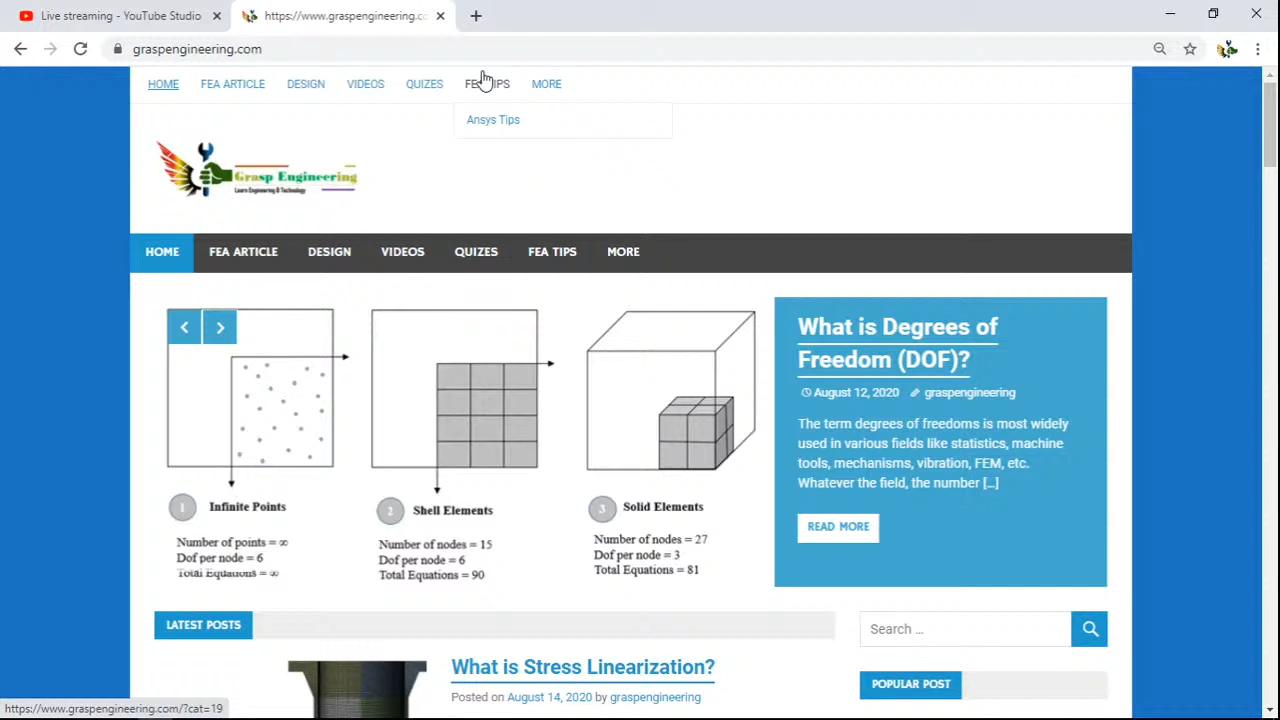 Live streaming - YouTube Studio
https://www.graspengineering.co
graspengineering.com
HOME FEA ARTICLE DESIGN VIDEOS QUIZES FEA TIPS MORE
Ansys Tips
Grasp Engineering
Learn Engineering & Technology
HOME FEA ARTICLE DESIGN VIDEOS QUIZES FEA TIPS MORE
1 Infinite Points
Number of points = ∞
Dof per node = 6
Total Equations = ∞
2 Shell Elements
Number of nodes = 15
Dof per node = 6
Total Equations = 90
3 Solid Elements
Number of nodes = 27
Dof per node = 3
Total Equations = 81
What is Degrees of
Freedom (DOF)?
August 12, 2020 graspengineering
The term degrees of freedoms is most widely
used in various fields like statistics, machine
tools, mechanisms, vibration, FEM, etc.
Whatever the field, the number [...]
READ MORE
LATEST POSTS
Search ...
What is Stress Linearization?
Posted on August 14, 2020 by graspengineering
POPULAR POST
https://www.graspengineering.com/?cat=19